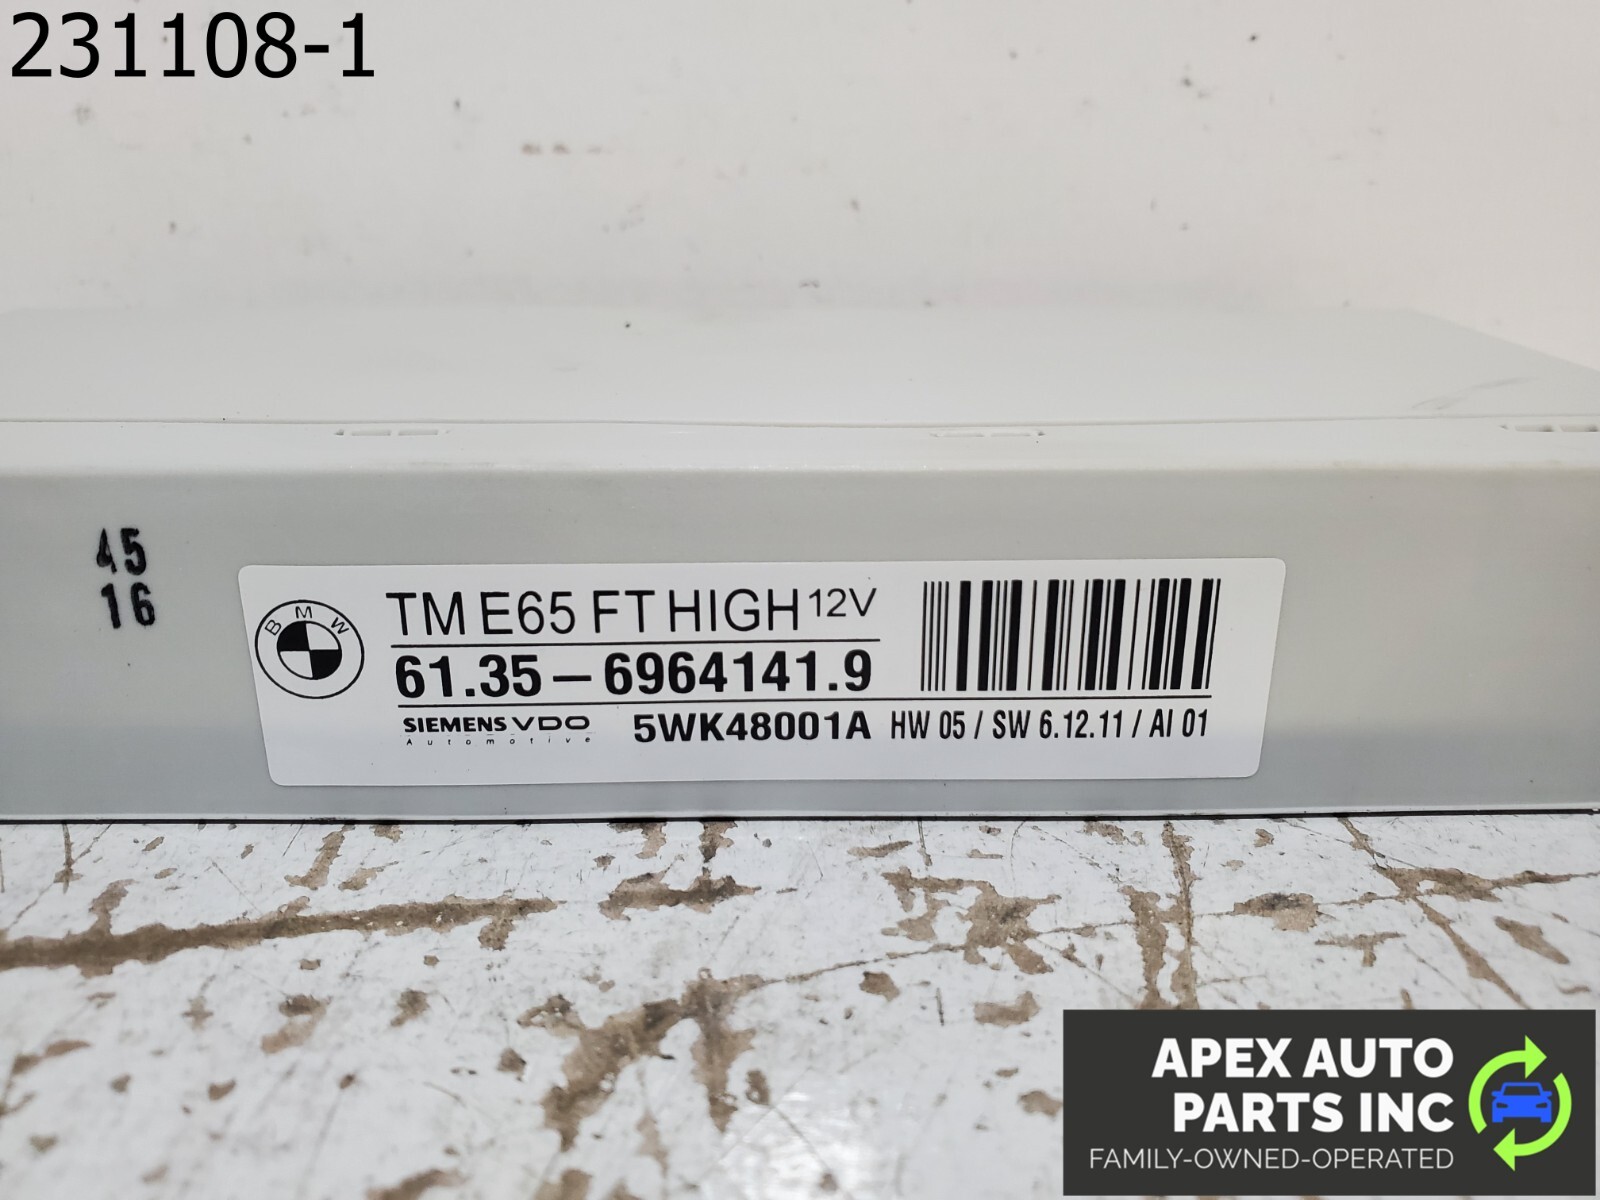 231108-1
45
16
BMW
TM E65 FT HIGH 12V
61.35 – 6964141.9
SIEMENS VDO
Automotive
5WK48001A HW 05 / SW 6.12.11 / AI 01
APEX AUTO
PARTS INC
FAMILY-OWNED-OPERATED